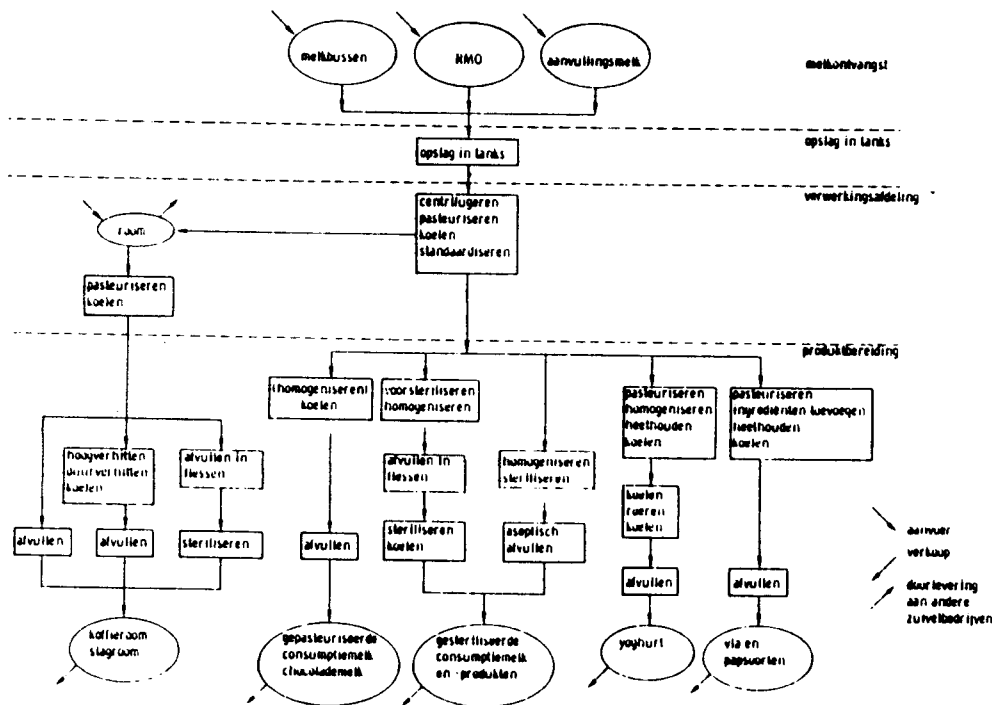 melkbussen
RMO
aanvullingsmelk
melkontvangst
opslag in tanks
opslag in tanks
verwerkingsafdeling
centrifugeren
pasteuriseren
koelen
standaardiseren
room
pasteuriseren
koelen
produktbereiding
(homogeniseren)
koelen
voorsteriliseren
homogeniseren
pasteuriseren
homogeniseren
heethouden
koelen
pasteuriseren
ingrediënten toevoegen
heethouden
koelen
hoogverhitten
koelen
afvullen in
flessen
afvullen in
flessen
homogeniseren
steriliseren
koelen
roeren
koelen
afvullen
afvullen
steriliseren
afvullen
steriliseren
koelen
aseptisch
afvullen
afvullen
afvullen
koffieroom
slagroom
gepasteuriseerde
consumptiemelk
chocolademelk
gesteriliseerde
consumptiemelk
en -produkten
yoghurt
vla en
papsoorten
aanvoer
verkoop
doorlevering
aan andere
zuivelbedrijven